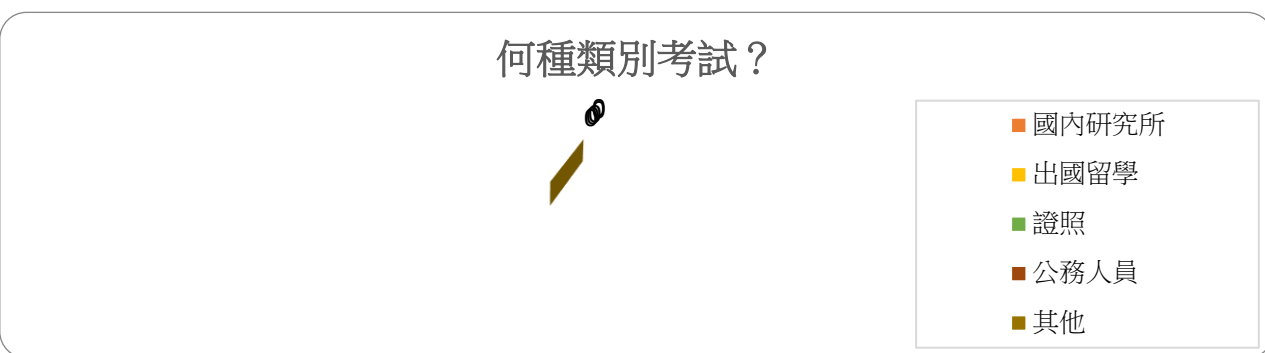 何種類別考試？
國內研究所
出國留學
證照
公務人員
其他